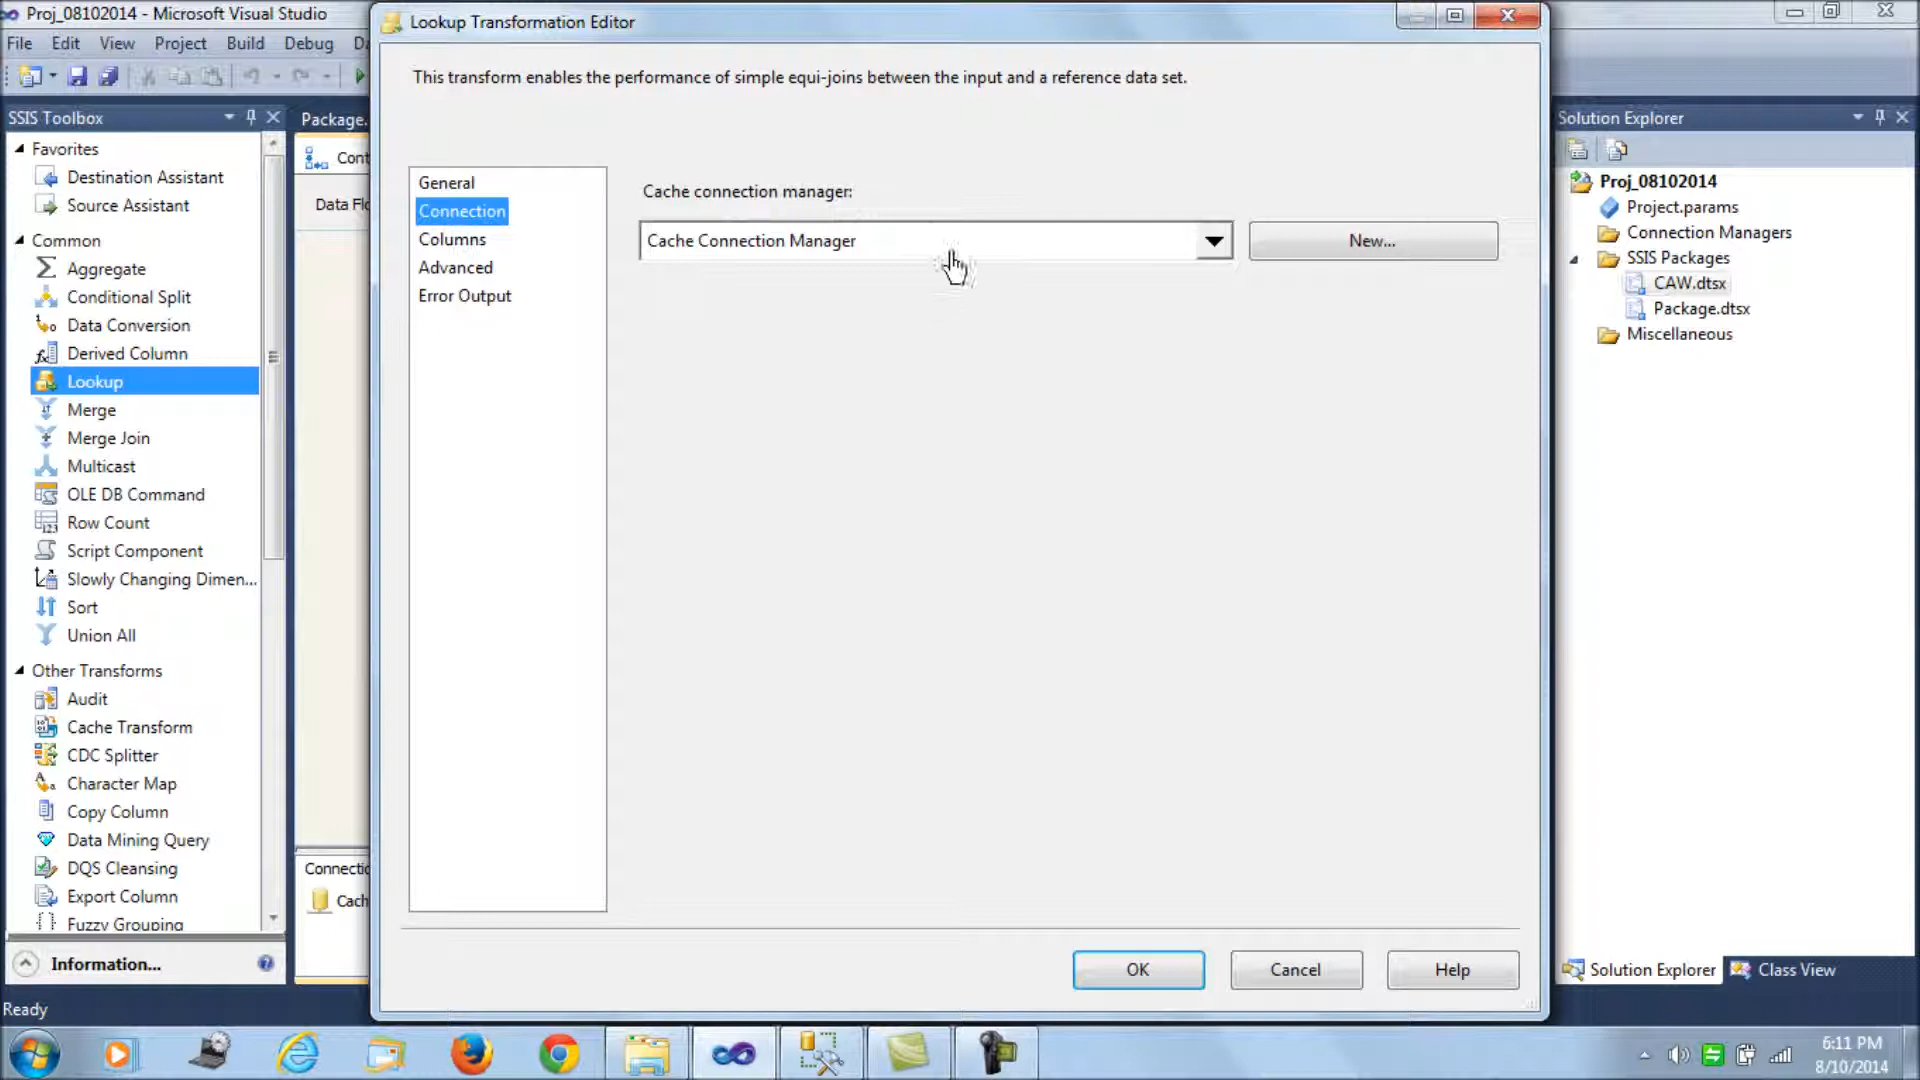 Proj_08102014 - Microsoft Visual Studio
File Edit View Project Build Debug
SSIS Toolbox
Favorites
Destination Assistant
Source Assistant
Common
Aggregate
Conditional Split
Data Conversion
Derived Column
Lookup
Merge
Merge Join
Multicast
OLE DB Command
Row Count
Script Component
Slowly Changing Dimen...
Sort
Union All
Other Transforms
Audit
Cache Transform
CDC Splitter
Character Map
Copy Column
Data Mining Query
DQS Cleansing
Export Column
Fuzzy Grouping
Information...
Ready
Package.
Cont
Data Flo
Connectio
Cach
Lookup Transformation Editor
This transform enables the performance of simple equi-joins between the input and a reference data set.
General
Connection
Columns
Advanced
Error Output
Cache connection manager:
Cache Connection Manager
New...
OK Cancel Help
Solution Explorer
Proj_08102014
Project.params
Connection Managers
SSIS Packages
CAW.dtsx
Package.dtsx
Miscellaneous
Solution Explorer Class View
6:11 PM
8/10/2014